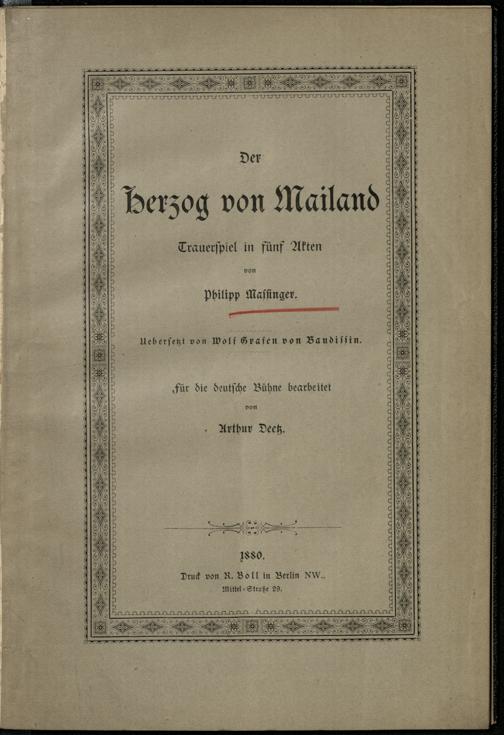 Der
Herzog von Mailand
Trauerspiel in fünf Akten
von
Philipp Massinger.
Uebersetzt von Wolf Grafen von Baudissin.
Für die deutsche Bühne bearbeitet
von
Arthur Deetz.
1880.
Druck von R. Boll in Berlin NW.,
Mittel-Straße 29.